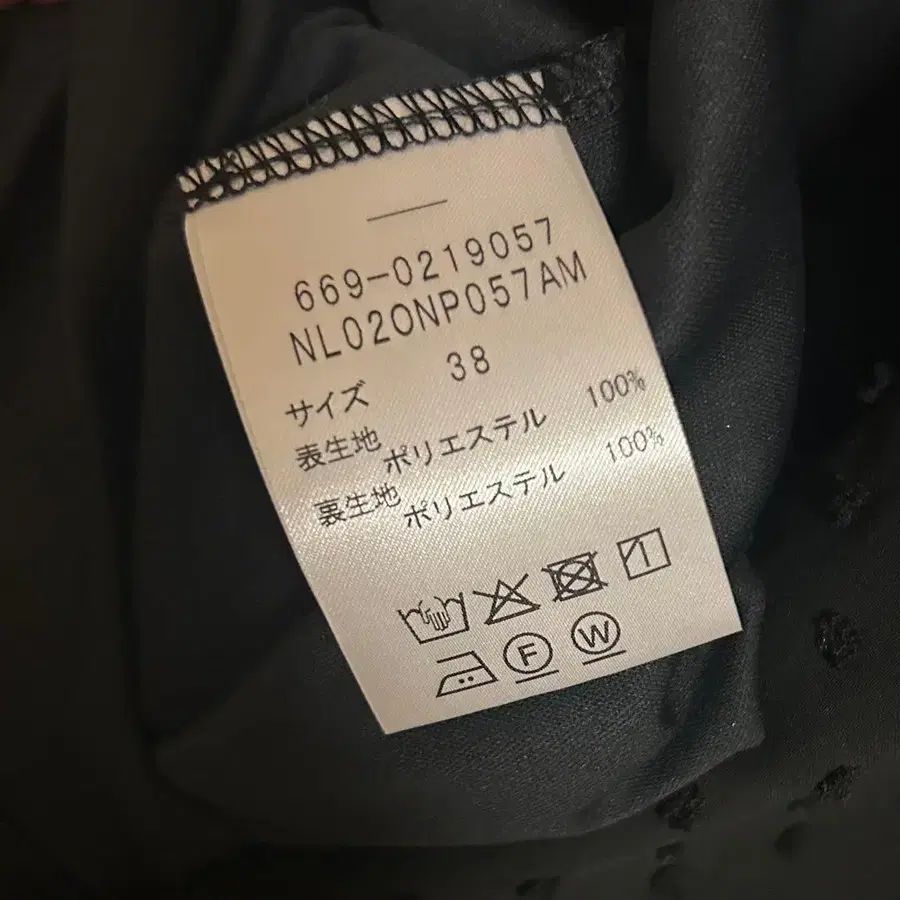 669-0219057
NL02ONP057AM
サイズ 38
表生地 ポリエステル 100%
裏生地 ポリエステル 100%
F W